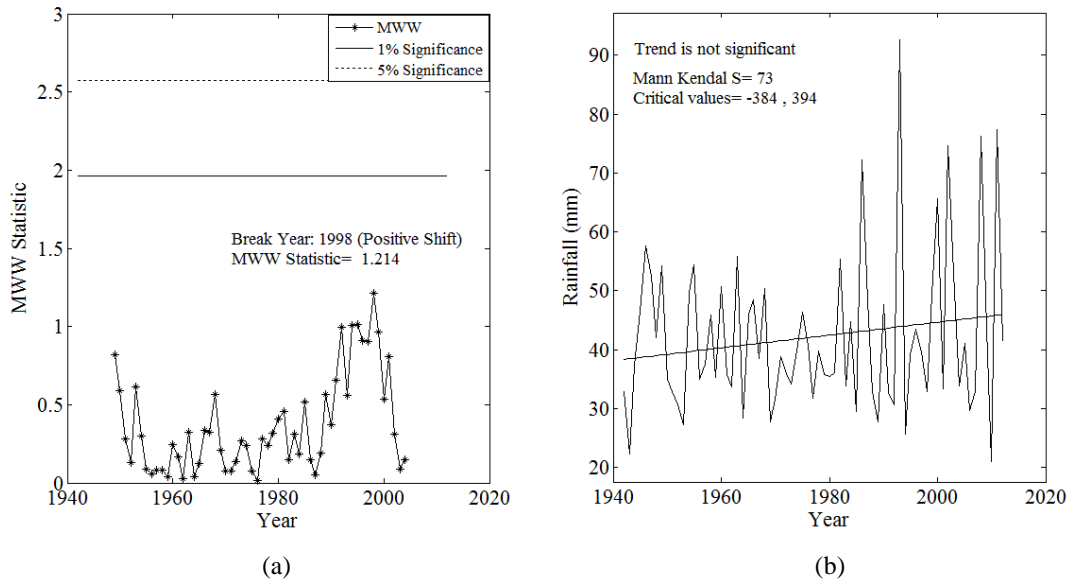 3
2.5
2
1.5
1
0.5
0
MWW Statistic
MWW
1% Significance
5% Significance
Break Year: 1998 (Positive Shift)
MWW Statistic= 1.214
1940
1960
1980
2000
2020
Year
(a)
90
80
70
60
50
40
30
20
Rainfall (mm)
Trend is not significant
Mann Kendal S= 73
Critical values= -384 , 394
1940
1960
1980
2000
2020
Year
(b)